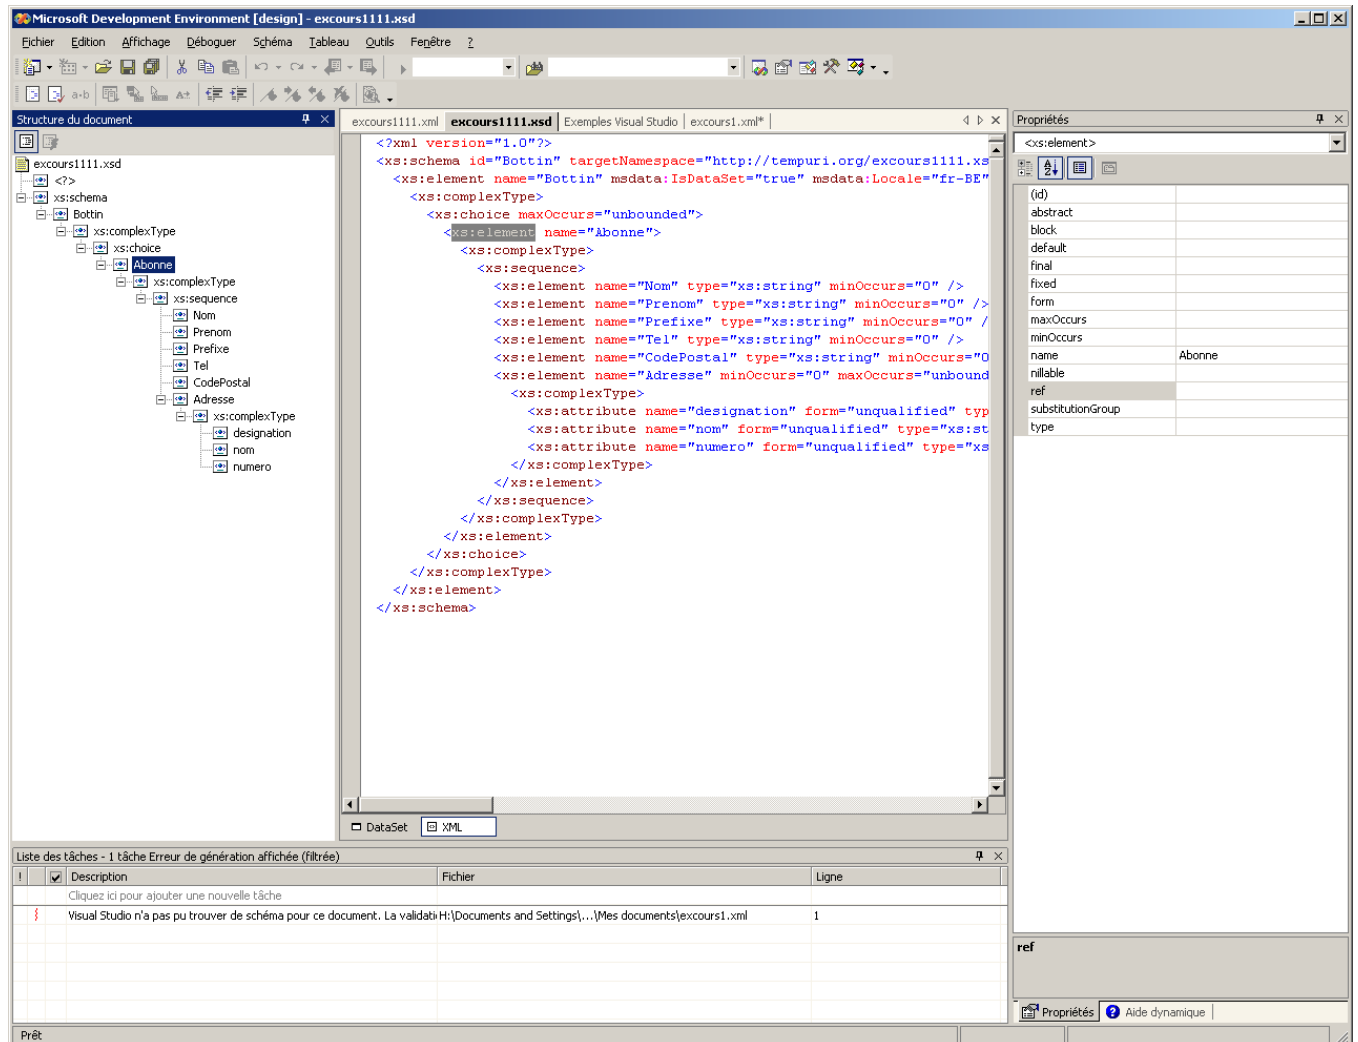 Microsoft Development Environment [design] - excours1111.xsd
Fichier Edition Affichage Déboguer Schéma Tableau Outils Fenêtre ?
Structure du document
excours1111.xsd
<?>
xs:schema
Bottin
xs:complexType
xs:choice
Abonne
xs:complexType
xs:sequence
Nom
Prenom
Prefixe
Tel
CodePostal
Adresse
xs:complexType
designation
nom
numero
excours1111.xml excours1111.xsd Exemples Visual Studio excours1.xml*
<?xml version="1.0"?>
<xs:schema id="Bottin" targetNamespace="http://tempuri.org/excours1111.xs
<xs:element name="Bottin" msdata:IsDataSet="true" msdata:Locale="fr-BE"
<xs:complexType>
<xs:choice maxOccurs="unbounded">
<xs:element name="Abonne">
<xs:complexType>
<xs:sequence>
<xs:element name="Nom" type="xs:string" minOccurs="0" />
<xs:element name="Prenom" type="xs:string" minOccurs="0" />
<xs:element name="Prefixe" type="xs:string" minOccurs="0" /
<xs:element name="Tel" type="xs:string" minOccurs="0" />
<xs:element name="CodePostal" type="xs:string" minOccurs="0
<xs:element name="Adresse" minOccurs="0" maxOccurs="unbound
<xs:complexType>
<xs:attribute name="designation" form="unqualified" typ
<xs:attribute name="nom" form="unqualified" type="xs:st
<xs:attribute name="numero" form="unqualified" type="xs
</xs:complexType>
</xs:element>
</xs:sequence>
</xs:complexType>
</xs:element>
</xs:choice>
</xs:complexType>
</xs:element>
</xs:schema>
DataSet XML
Propriétés
<xs:element>
(id)
abstract
block
default
final
fixed
form
maxOccurs
minOccurs
name Abonne
nillable
ref
substitutionGroup
type
ref
Propriétés Aide dynamique
Liste des tâches - 1 tâche Erreur de génération affichée (filtrée)
! Description Fichier Ligne
Cliquez ici pour ajouter une nouvelle tâche
Visual Studio n'a pas pu trouver de schéma pour ce document. La validati H:\Documents and Settings\...\Mes documents\excours1.xml 1
Prêt